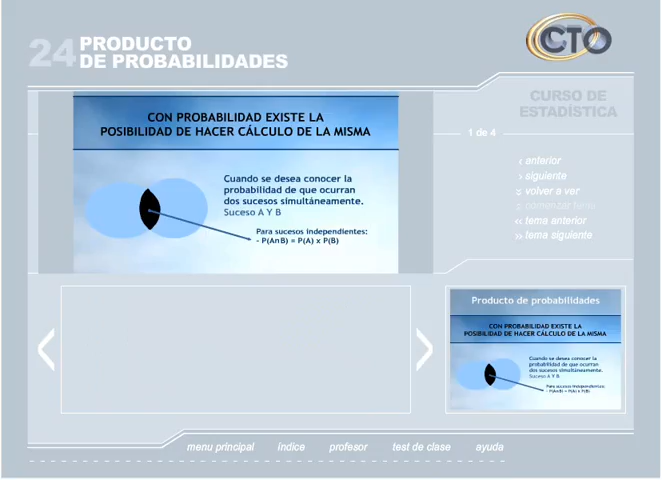 24
PRODUCTO
DE PROBABILIDADES
CTO
CON PROBABILIDAD EXISTE LA
POSIBILIDAD DE HACER CÁLCULO DE LA MISMA
Cuando se desea conocer la
probabilidad de que ocurran
dos sucesos simultáneamente.
Suceso A Y B
Para sucesos independientes:
- P(A∩B) = P(A) x P(B)
CURSO DE
ESTADÍSTICA
1 de 4
‹ anterior
› siguiente
volver a ver
comenzar tema
‹‹ tema anterior
›› tema siguiente
Producto de probabilidades
CON PROBABILIDAD EXISTE LA
POSIBILIDAD DE HACER CÁLCULO DE LA MISMA
Cuando se desea conocer la
probabilidad de que ocurran
dos sucesos simultáneamente.
Suceso A Y B
Para sucesos independientes:
- P(A∩B) = P(A) x P(B)
menu principal índice profesor test de clase ayuda